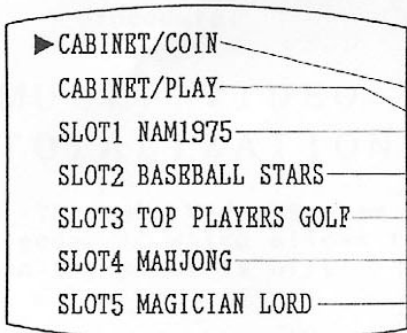 ▶CABINET/COIN
CABINET/PLAY
SLOT1 NAM1975
SLOT2 BASEBALL STARS
SLOT3 TOP PLAYERS GOLF
SLOT4 MAHJONG
SLOT5 MAGICIAN LORD